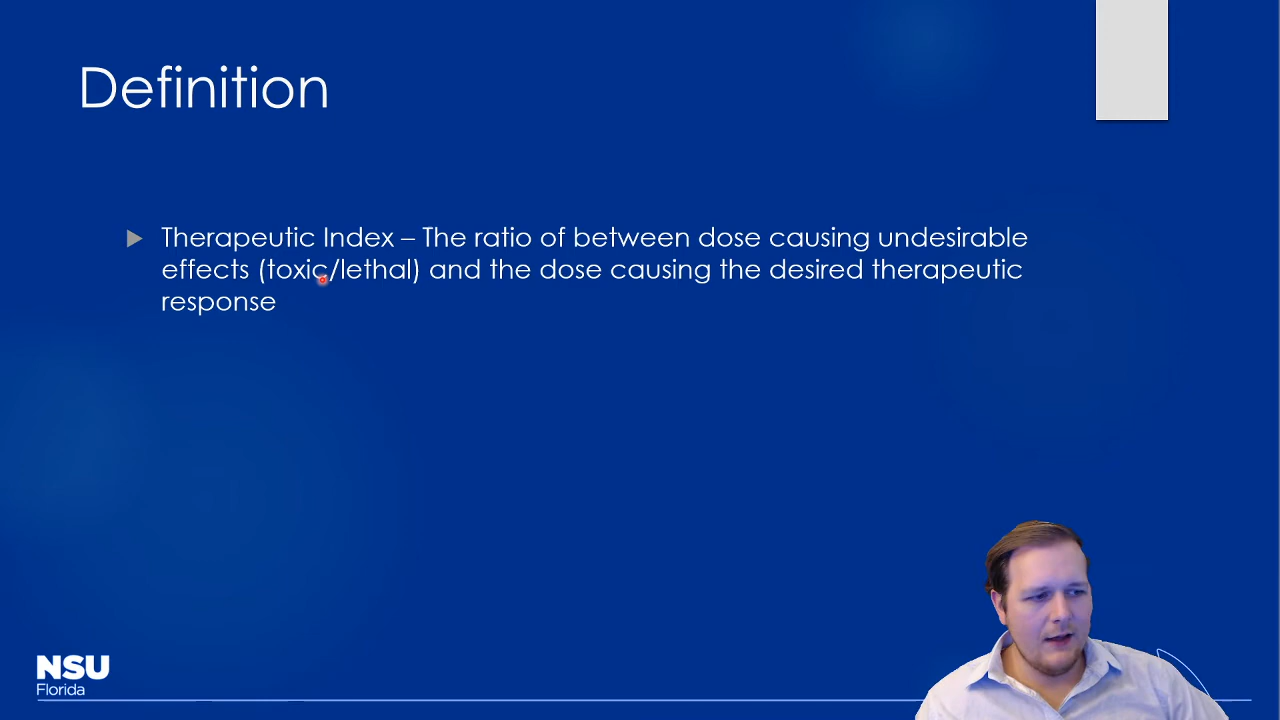 Definition
Therapeutic Index – The ratio of between dose causing undesirable
effects (toxic/lethal) and the dose causing the desired therapeutic
response
NSU
Florida